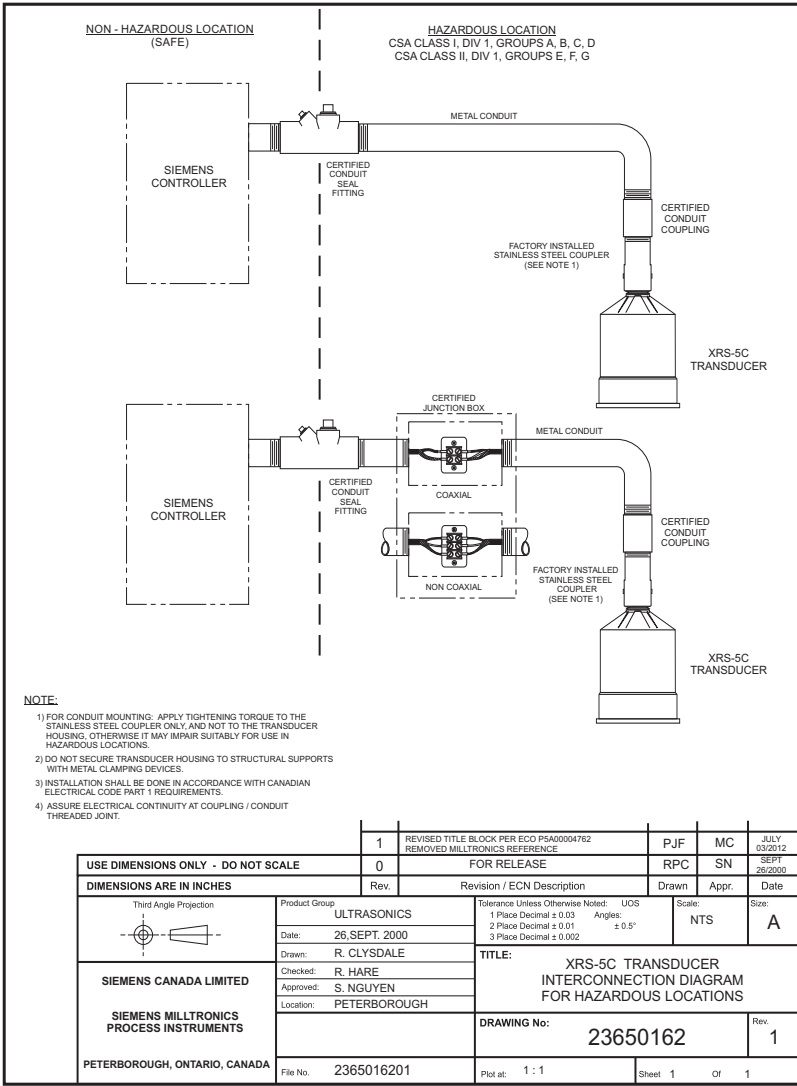 NON - HAZARDOUS LOCATION
(SAFE)
HAZARDOUS LOCATION
CSA CLASS I, DIV 1, GROUPS A, B, C, D
CSA CLASS II, DIV 1, GROUPS E, F, G
METAL CONDUIT
SIEMENS
CONTROLLER
CERTIFIED
CONDUIT
SEAL
FITTING
CERTIFIED
CONDUIT
COUPLING
FACTORY INSTALLED
STAINLESS STEEL COUPLER
(SEE NOTE 1)
XRS-5C
TRANSDUCER
CERTIFIED
JUNCTION BOX
METAL CONDUIT
SIEMENS
CONTROLLER
CERTIFIED
CONDUIT
SEAL
FITTING
COAXIAL
NON COAXIAL
CERTIFIED
CONDUIT
COUPLING
FACTORY INSTALLED
STAINLESS STEEL
COUPLER
(SEE NOTE 1)
XRS-5C
TRANSDUCER
NOTE:
1) FOR CONDUIT MOUNTING: APPLY TIGHTENING TORQUE TO THE
STAINLESS STEEL COUPLER ONLY, AND NOT TO THE TRANSDUCER
HOUSING, OTHERWISE IT MAY IMPAIR SUITABLY FOR USE IN
HAZARDOUS LOCATIONS.
2) DO NOT SECURE TRANSDUCER HOUSING TO STRUCTURAL SUPPORTS
WITH METAL CLAMPING DEVICES.
3) INSTALLATION SHALL BE DONE IN ACCORDANCE WITH CANADIAN
ELECTRICAL CODE PART 1 REQUIREMENTS.
4) ASSURE ELECTRICAL CONTINUITY AT COUPLING / CONDUIT
THREADED JOINT.
1 REVISED TITLE BLOCK PER ECO P5A00004762 REMOVED MILLTRONICS REFERENCE PJF MC JULY 03/2012
USE DIMENSIONS ONLY - DO NOT SCALE 0 FOR RELEASE RPC SN SEPT 26/2000
DIMENSIONS ARE IN INCHES Rev. Revision / ECN Description Drawn Appr. Date
Third Angle Projection
Product Group
ULTRASONICS
Date: 26,SEPT. 2000
Drawn: R. CLYSDALE
Checked: R. HARE
Approved: S. NGUYEN
Location: PETERBOROUGH
File No. 2365016201
Tolerance Unless Otherwise Noted: UOS
1 Place Decimal ± 0.03 Angles:
2 Place Decimal ± 0.01 ± 0.5°
3 Place Decimal ± 0.002
Scale:
NTS
Size:
A
SIEMENS CANADA LIMITED
SIEMENS MILLTRONICS
PROCESS INSTRUMENTS
PETERBOROUGH, ONTARIO, CANADA
TITLE:
XRS-5C TRANSDUCER
INTERCONNECTION DIAGRAM
FOR HAZARDOUS LOCATIONS
DRAWING No:
23650162
Rev.
1
Plot at: 1 : 1
Sheet 1 Of 1